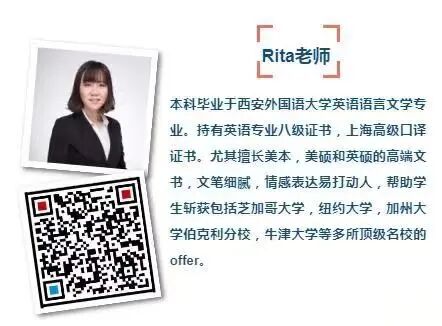 Rita老师
本科毕业于西安外国语大学英语语言文学专
业。持有英语专业八级证书，上海高级口译
证书。尤其擅长美本，美硕和英硕的高端文
书，文笔细腻，情感表达易打动人，帮助学
生斩获包括芝加哥大学，纽约大学，加州大
学伯克利分校，牛津大学等多所顶级名校的
offer。